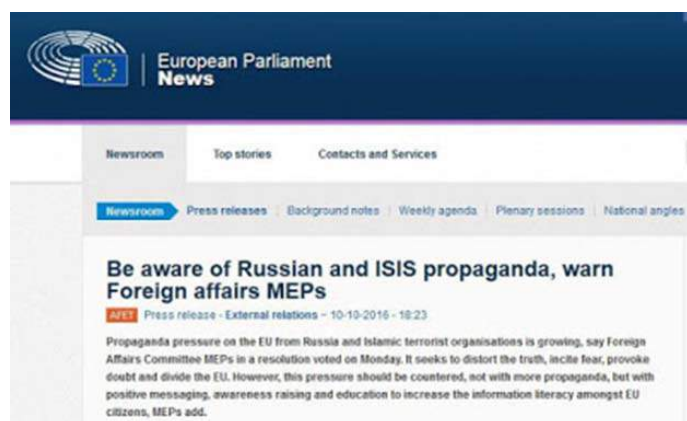 European Parliament
News
Newsroom Top stories Contacts and Services
Newsroom Press releases Background notes Weekly agenda Plenary sessions National angles
Be aware of Russian and ISIS propaganda, warn
Foreign affairs MEPs
AFET Press release - External relations − 10-10-2016 - 18:23
Propaganda pressure on the EU from Russia and Islamic terrorist organisations is growing, say Foreign
Affairs Committee MEPs in a resolution voted on Monday. It seeks to distort the truth, incite fear, provoke
doubt and divide the EU. However, this pressure should be countered, not with more propaganda, but with
positive messaging, awareness raising and education to increase the information literacy amongst EU
citizens, MEPs add.